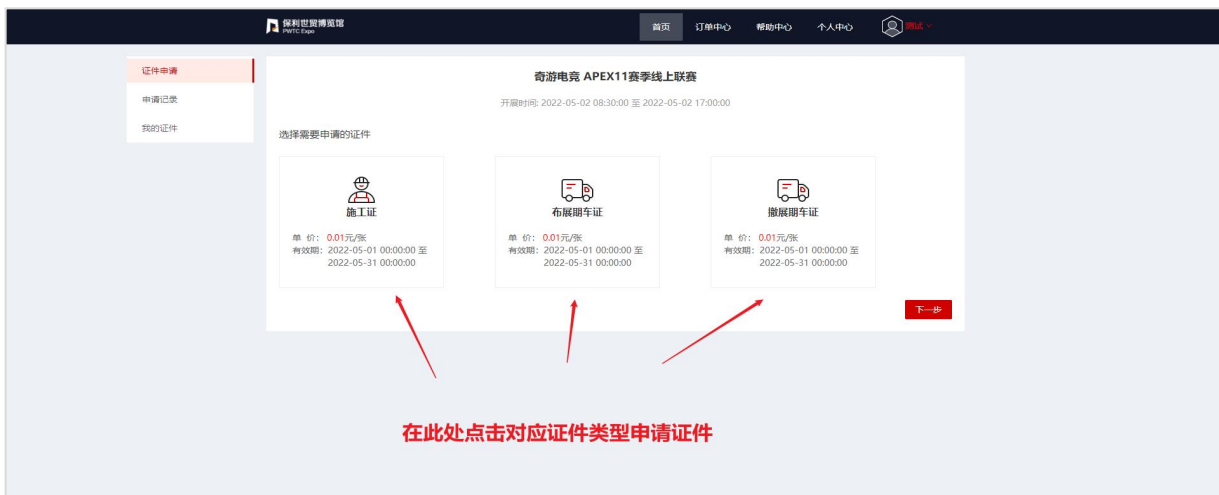 保利世贸博览馆
PWTC Expo
首页 订单中心 帮助中心 个人中心 测试
证件申请
申请记录
我的证件
奇游电竞 APEX11赛季线上联赛
开展时间: 2022-05-02 08:30:00 至 2022-05-02 17:00:00
选择需要申请的证件
施工证
单 价: 0.01元/张
有效期: 2022-05-01 00:00:00 至
2022-05-31 00:00:00
布展期车证
单 价: 0.01元/张
有效期: 2022-05-01 00:00:00 至
2022-05-31 00:00:00
撤展期车证
单 价: 0.01元/张
有效期: 2022-05-01 00:00:00 至
2022-05-31 00:00:00
下一步
在此处点击对应证件类型申请证件